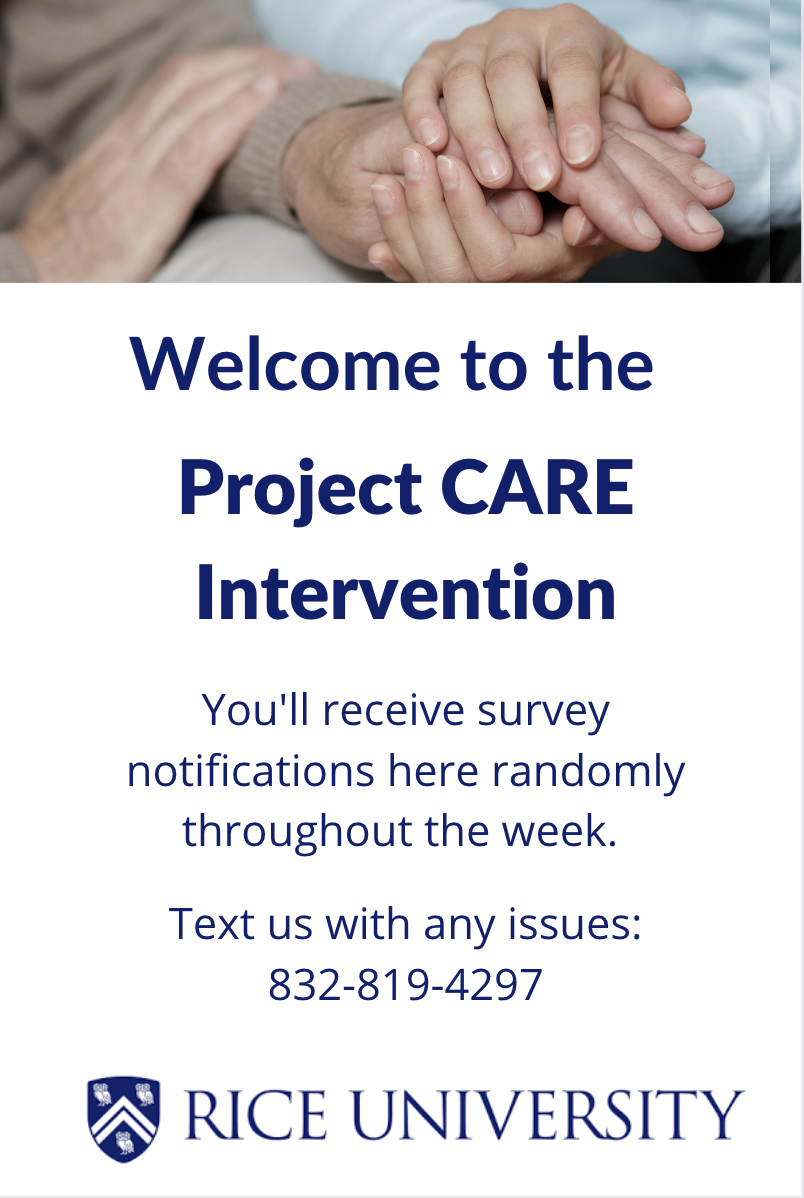 Welcome to the
Project CARE
Intervention
You'll receive survey
notifications here randomly
throughout the week.
Text us with any issues:
832-819-4297
RICE UNIVERSITY